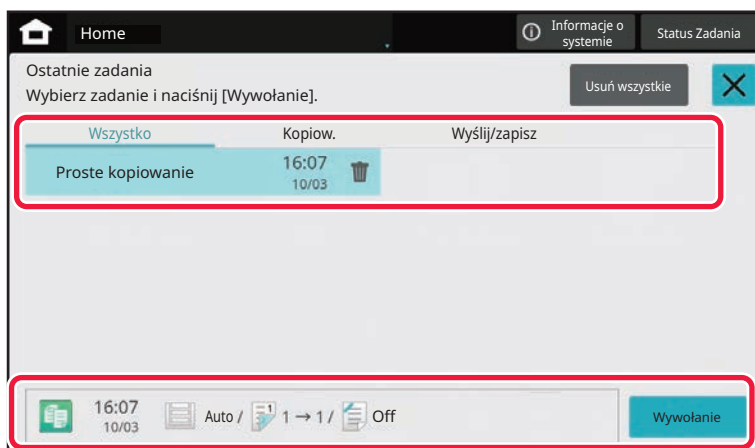 Home
Informacje o
systemie
Status Zadania
Ostatnie zadania
Wybierz zadanie i naciśnij [Wywołanie].
Usuń wszystkie
Wszystko Kopiow. Wyślij/zapisz
Proste kopiowanie 16:07
10/03
16:07
10/03
Auto / 1 1 → 1 / Off
Wywołanie